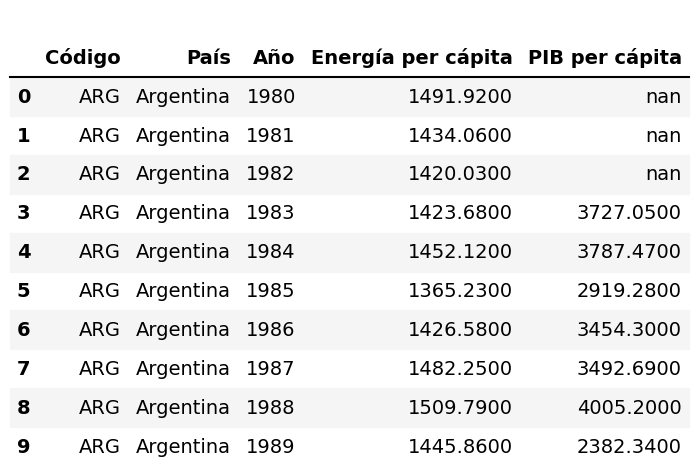 Código País Año Energía per cápita PIB per cápita
0 ARG Argentina 1980 1491.9200 nan
1 ARG Argentina 1981 1434.0600 nan
2 ARG Argentina 1982 1420.0300 nan
3 ARG Argentina 1983 1423.6800 3727.0500
4 ARG Argentina 1984 1452.1200 3787.4700
5 ARG Argentina 1985 1365.2300 2919.2800
6 ARG Argentina 1986 1426.5800 3454.3000
7 ARG Argentina 1987 1482.2500 3492.6900
8 ARG Argentina 1988 1509.7900 4005.2000
9 ARG Argentina 1989 1445.8600 2382.3400